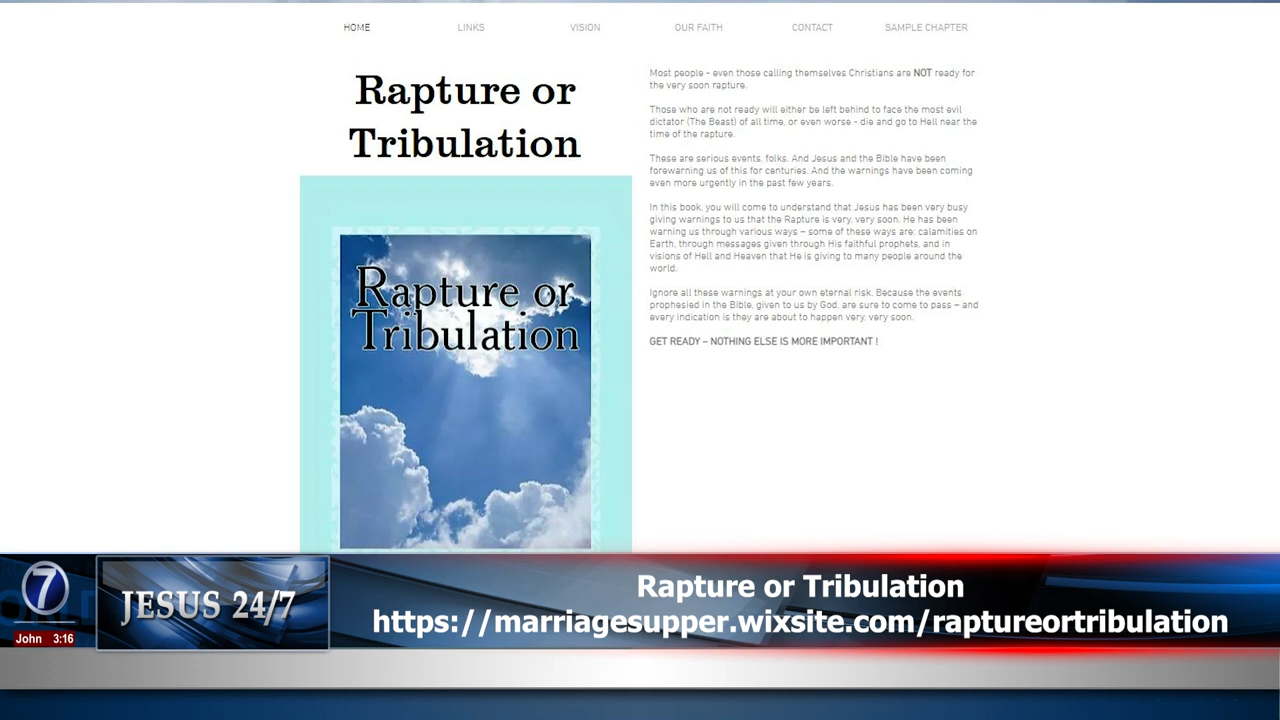 HOME LINKS VISION OUR FAITH CONTACT SAMPLE CHAPTER
Rapture or
Tribulation
Rapture or
Tribulation
Most people - even those calling themselves Christians are NOT ready for
the very soon rapture.
Those who are not ready will either be left behind to face the most evil
dictator (The Beast) of all time, or even worse - die and go to Hell near the
time of the rapture.
These are serious events, folks. And Jesus and the Bible have been
forewarning us of this for centuries. And the warnings have been coming
even more urgently in the past few years.
In this book, you will come to understand that Jesus has been very busy
giving warnings to us that the Rapture is very, very soon. He has been
warning us through various ways – some of these ways are: calamities on
Earth, through messages given through His faithful prophets, and in
visions of Hell and Heaven that He is giving to many people around the
world.
Ignore all these warnings at your own eternal risk. Because the events
prophesied in the Bible, given to us by God, are sure to come to pass – and
every indication is they are about to happen very, very soon.
GET READY – NOTHING ELSE IS MORE IMPORTANT !
7
John 3:16
JESUS 24/7
Rapture or Tribulation
https://marriagesupper.wixsite.com/raptureortribulation